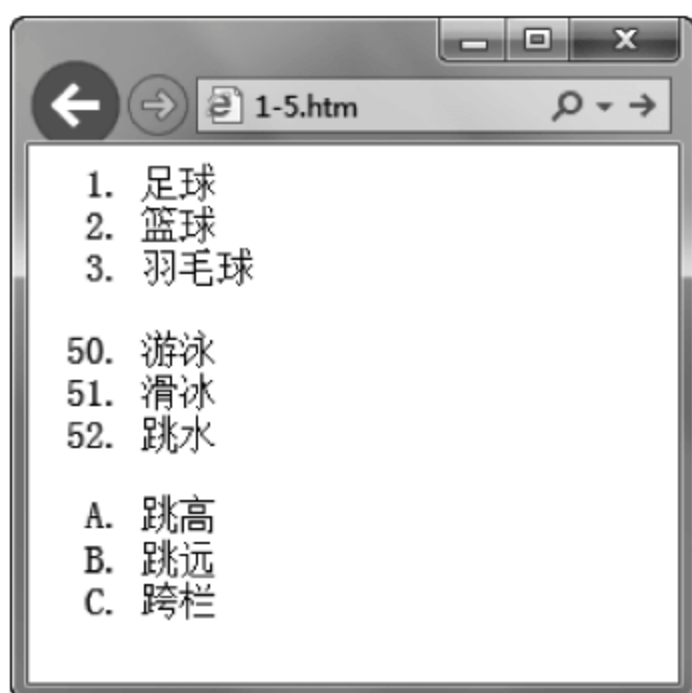 1-5.htm
1. 足球
2. 篮球
3. 羽毛球
50. 游泳
51. 滑冰
52. 跳水
A. 跳高
B. 跳远
C. 跨栏